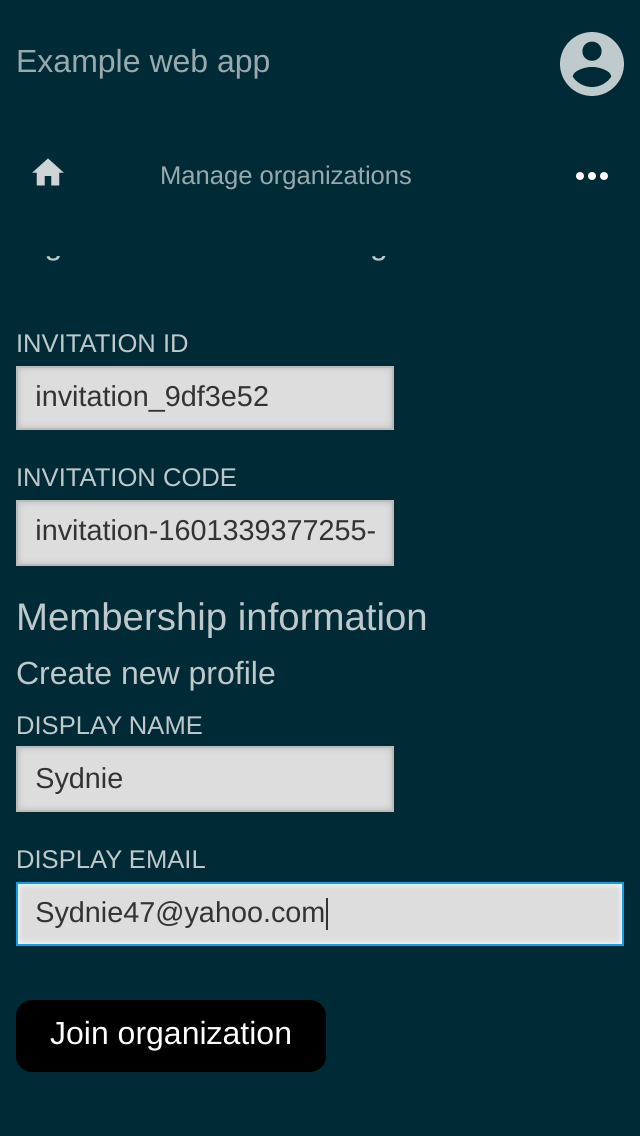 Example web app
Manage organizations
INVITATION ID
invitation_9df3e52
INVITATION CODE
invitation-1601339377255-
Membership information
Create new profile
DISPLAY NAME
Sydnie
DISPLAY EMAIL
Sydnie47@yahoo.com
Join organization